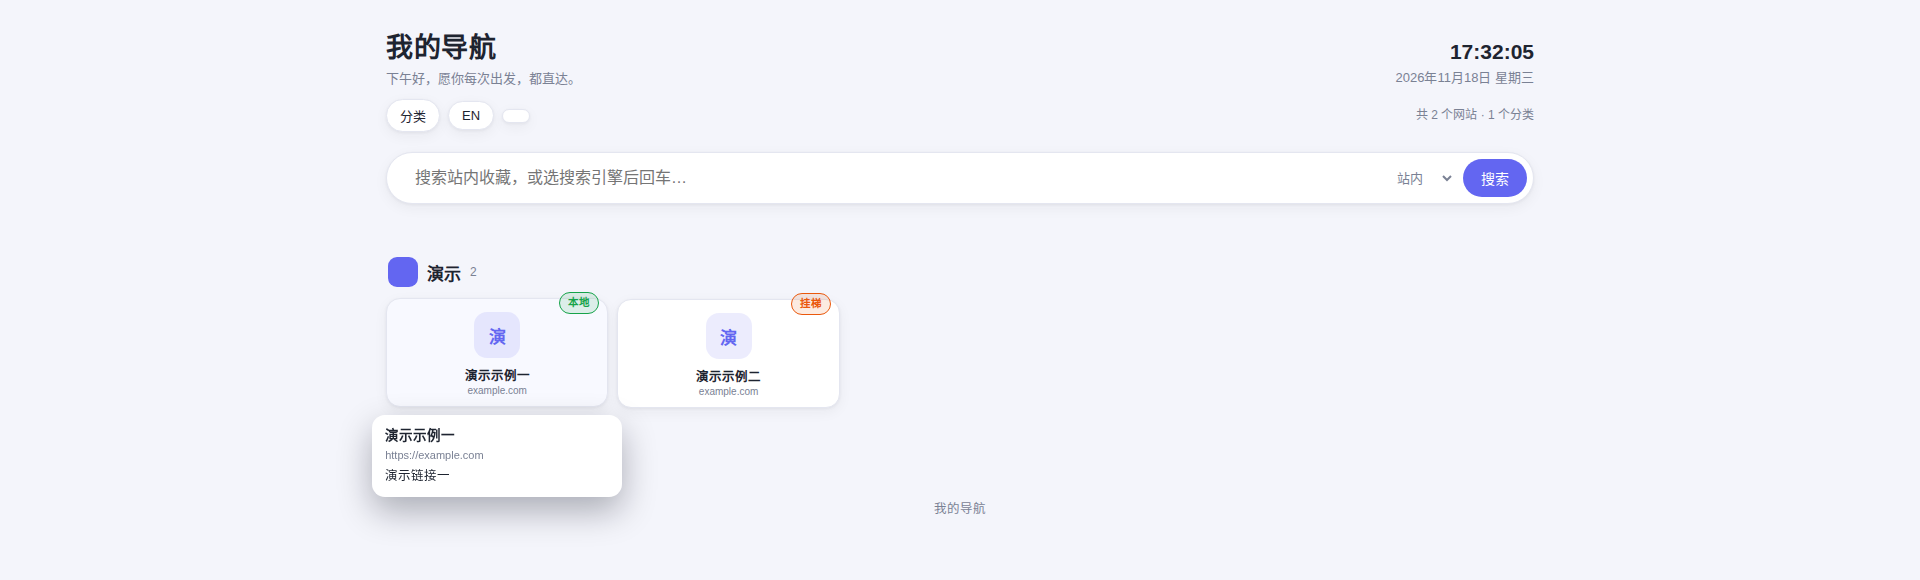 我的导航
下午好，愿你每次出发，都直达。
分类
EN
17:32:05
2026年11月18日 星期三
共 2 个网站 · 1 个分类
搜索站内收藏，或选搜索引擎后回车…
站内
搜索
演示 2
本地
演
演示示例一
example.com
挂梯
演
演示示例二
example.com
演示示例一
https://example.com
演示链接一
我的导航